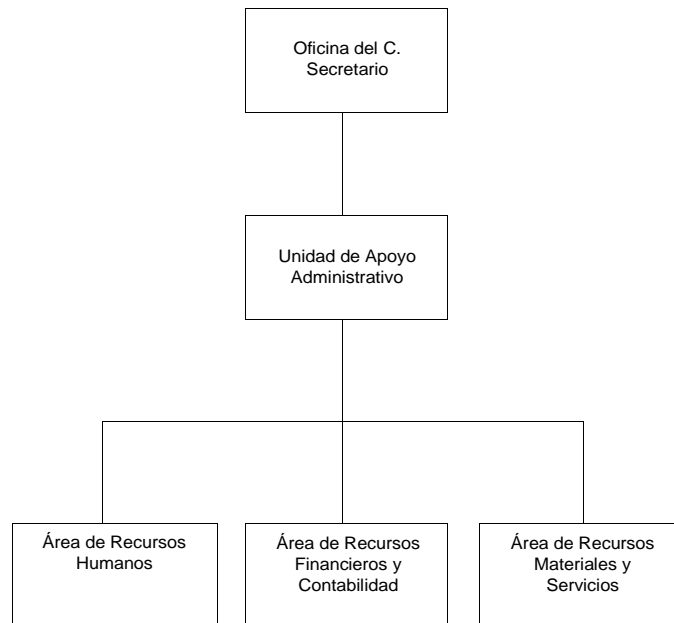 Oficina del C.
Secretario
Unidad de Apoyo
Administrativo
Área de Recursos
Humanos
Área de Recursos
Financieros y
Contabilidad
Área de Recursos
Materiales y
Servicios